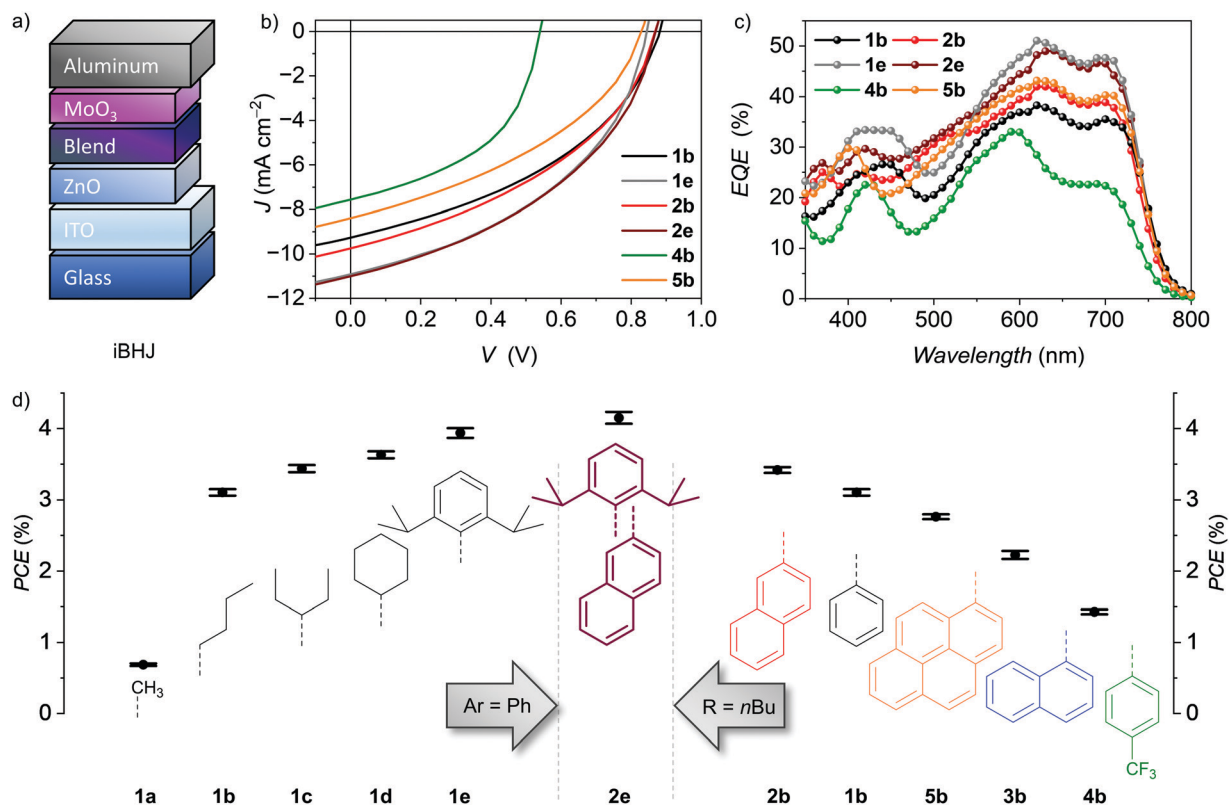 a)
Aluminum
MoO₃
Blend
ZnO
ITO
Glass
iBHJ
b)
J (mA cm⁻²)
0
−2
−4
−6
−8
−10
−12
0.0 0.2 0.4 0.6 0.8 1.0
V (V)
1b
1e
2b
2e
4b
5b
c)
EQE (%)
50
40
30
20
10
0
400 500 600 700 800
Wavelength (nm)
1b 2b
1e 2e
4b 5b
d)
PCE (%)
4
3
2
1
0
CH₃
Ar = Ph
R = nBu
CF₃
4
3
2
1
0
PCE (%)
1a 1b 1c 1d 1e 2e 2b 1b 5b 3b 4b